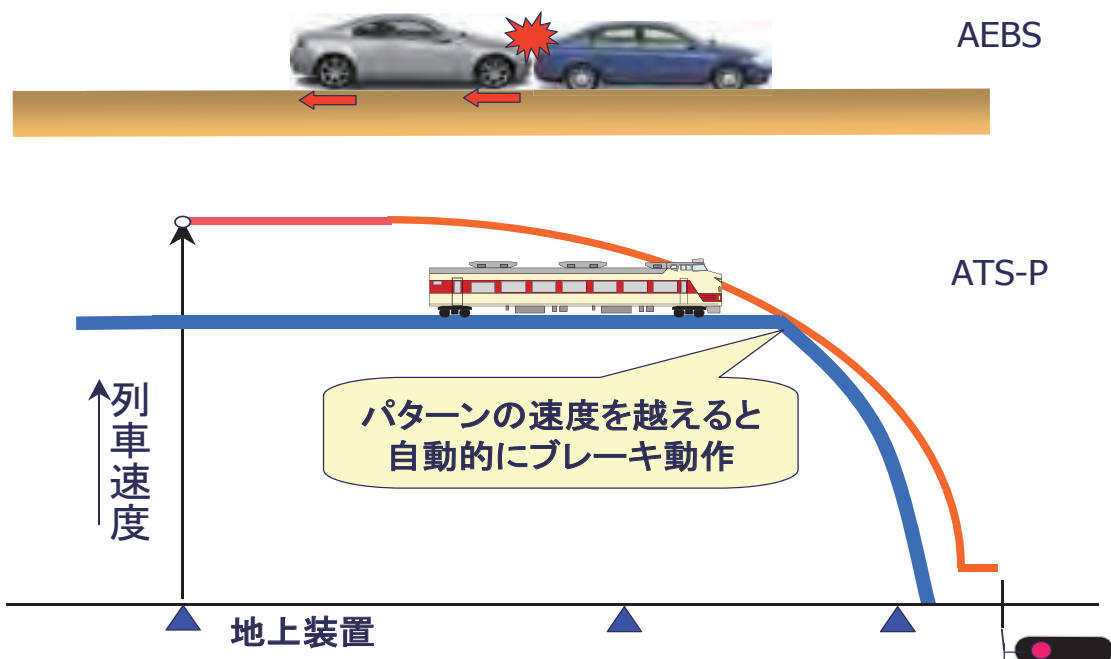 AEBS
ATS-P
パターンの速度を越えると
自動的にブレーキ動作
列車速度
地上装置